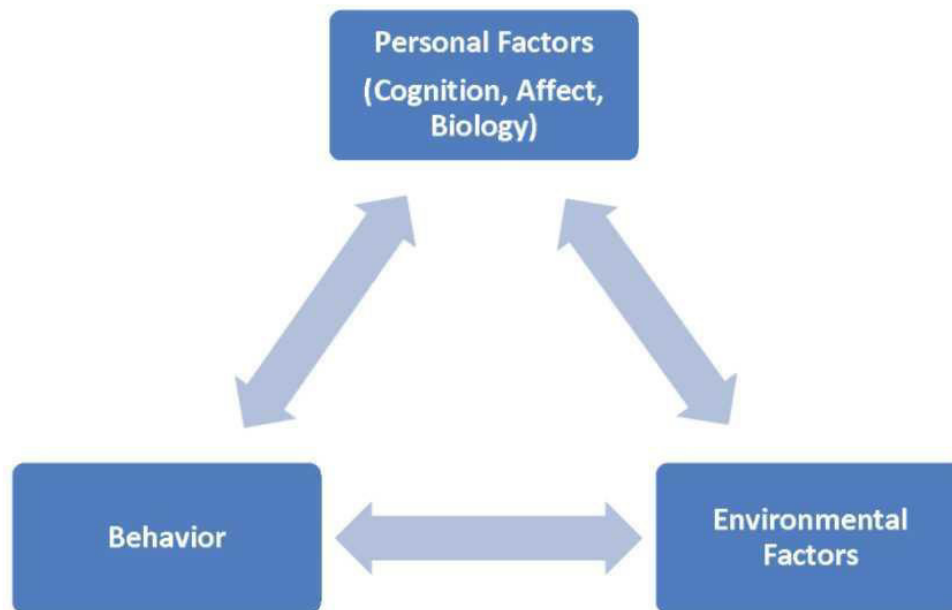 Personal Factors
(Cognition, Affect,
Biology)
Behavior
Environmental
Factors